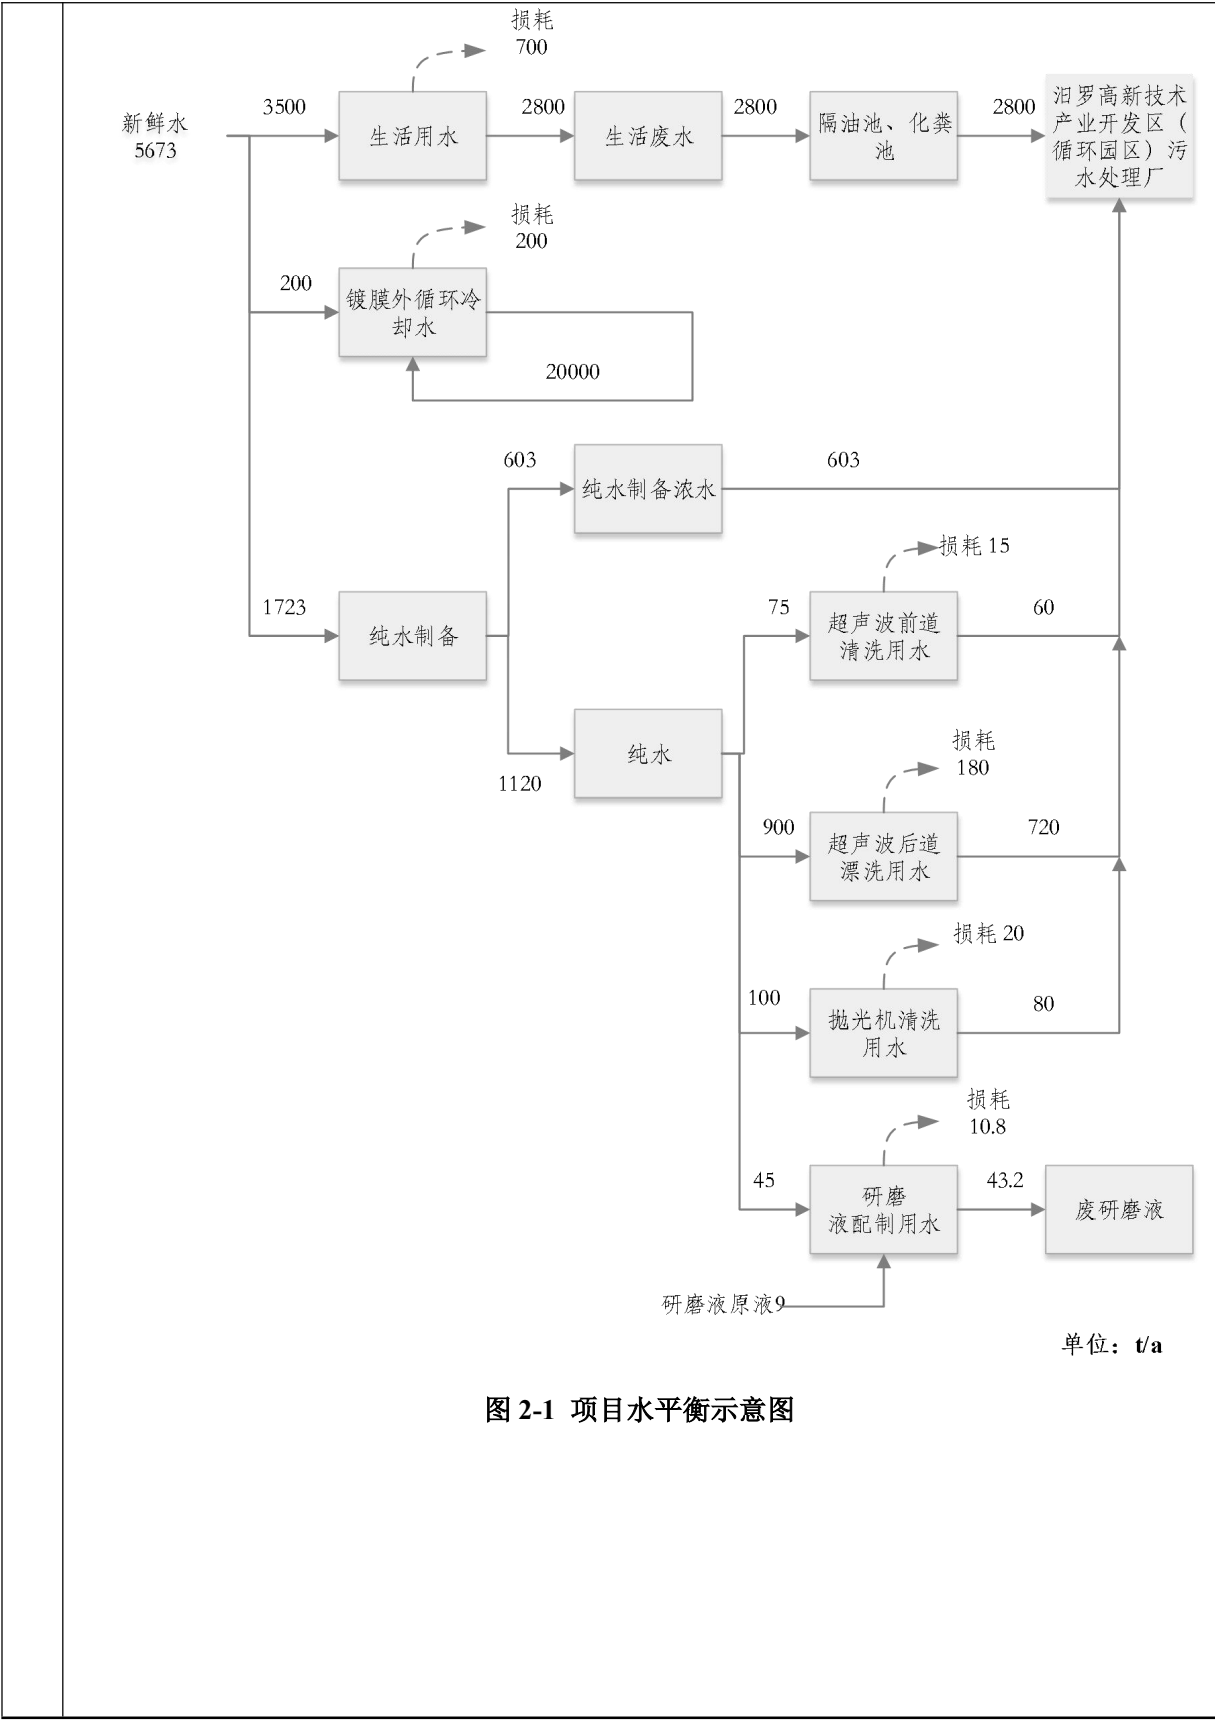 损耗
700
新鲜水
5673
3500
生活用水
2800
生活废水
2800
隔油池、化粪
池
2800
汨罗高新技术
产业开发区（
循环园区）污
水处理厂
损耗
200
200
镀膜外循环冷
却水
20000
603
纯水制备浓水
603
1723
纯水制备
损耗 15
75
超声波前道
清洗用水
60
1120
纯水
损耗
180
900
超声波后道
漂洗用水
720
损耗 20
100
抛光机清洗
用水
80
损耗
10.8
45
研磨
液配制用水
43.2
废研磨液
研磨液原液9
单位：t/a
图 2-1 项目水平衡示意图